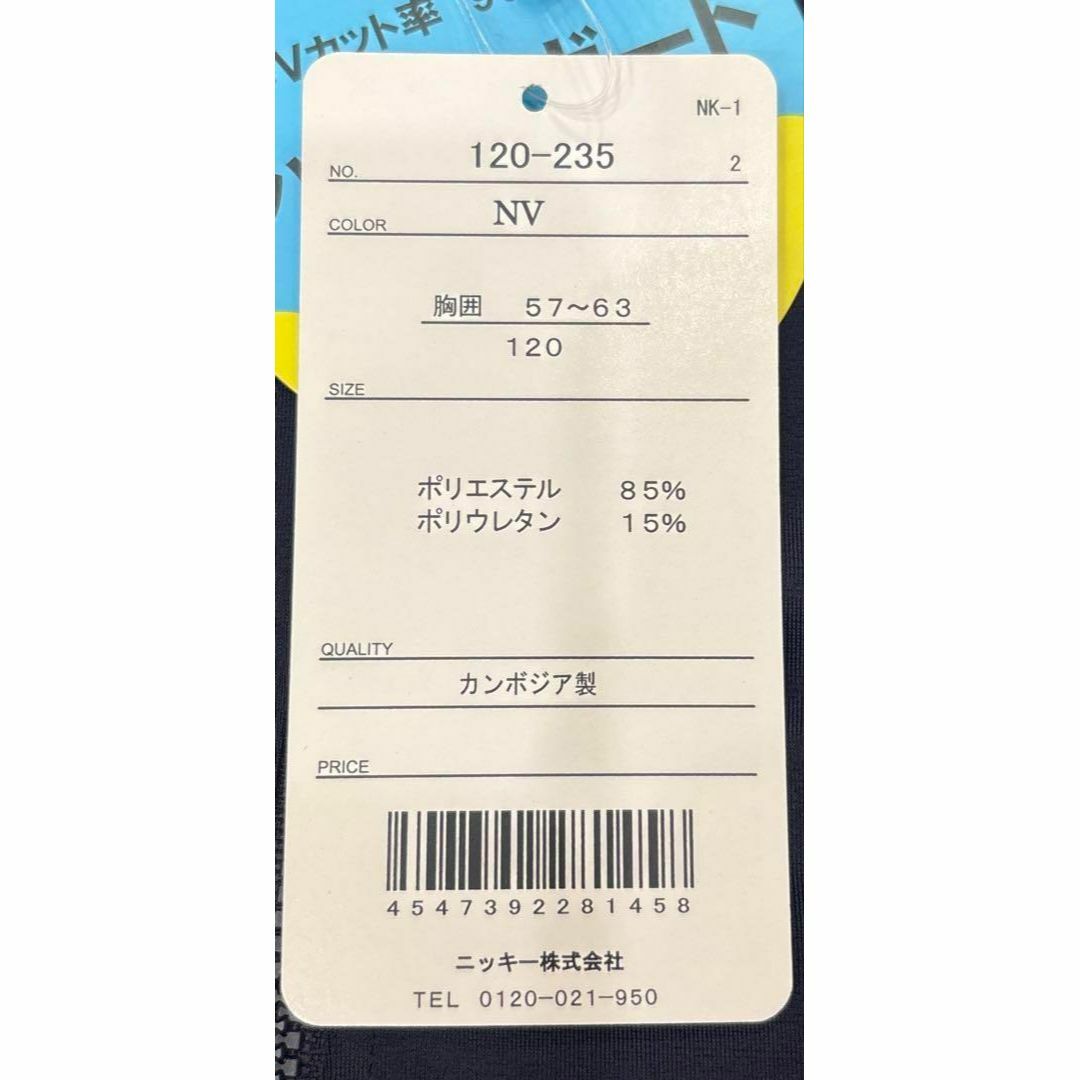 Vカット率
NK-1
NO. 120-235 2
COLOR NV
胸囲 57～63
120
SIZE
ポリエステル 85%
ポリウレタン 15%
QUALITY
カンボジア製
PRICE
4547392281458
ニッキー株式会社
TEL 0120-021-950